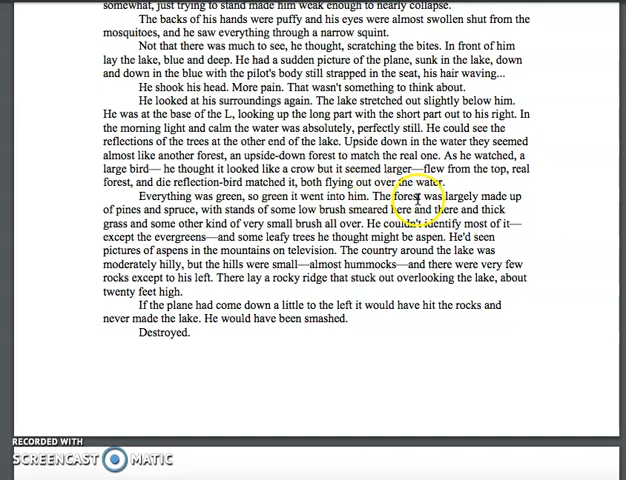 somewhat, just trying to stand made him weak enough to nearly collapse.
The backs of his hands were puffy and his eyes were almost swollen shut from the
mosquitoes, and he saw everything through a narrow squint.
Not that there was much to see, he thought, scratching the bites. In front of him
lay the lake, blue and deep. He had a sudden picture of the plane, sunk in the lake, down
and down in the blue with the pilot's body still strapped in the seat, his hair waving...
He shook his head. More pain. That wasn't something to think about.
He looked at his surroundings again. The lake stretched out slightly below him.
He was at the base of the L, looking up the long part with the short part out to his right. In
the morning light and calm the water was absolutely, perfectly still. He could see the
reflections of the trees at the other end of the lake. Upside down in the water they seemed
almost like another forest, an upside-down forest to match the real one. As he watched, a
large bird— he thought it looked like a crow but it seemed larger—flew from the top, real
forest, and die reflection-bird matched it, both flying out over the water.
Everything was green, so green it went into him. The forest was largely made up
of pines and spruce, with stands of some low brush smeared here and there and thick
grass and some other kind of very small brush all over. He couldn't identify most of it—
except the evergreens—and some leafy trees he thought might be aspen. He'd seen
pictures of aspens in the mountains on television. The country around the lake was
moderately hilly, but the hills were small—almost hummocks—and there were very few
rocks except to his left. There lay a rocky ridge that stuck out overlooking the lake, about
twenty feet high.
If the plane had come down a little to the left it would have hit the rocks and
never made the lake. He would have been smashed.
Destroyed.
RECORDED WITH
SCREENCAST MATIC